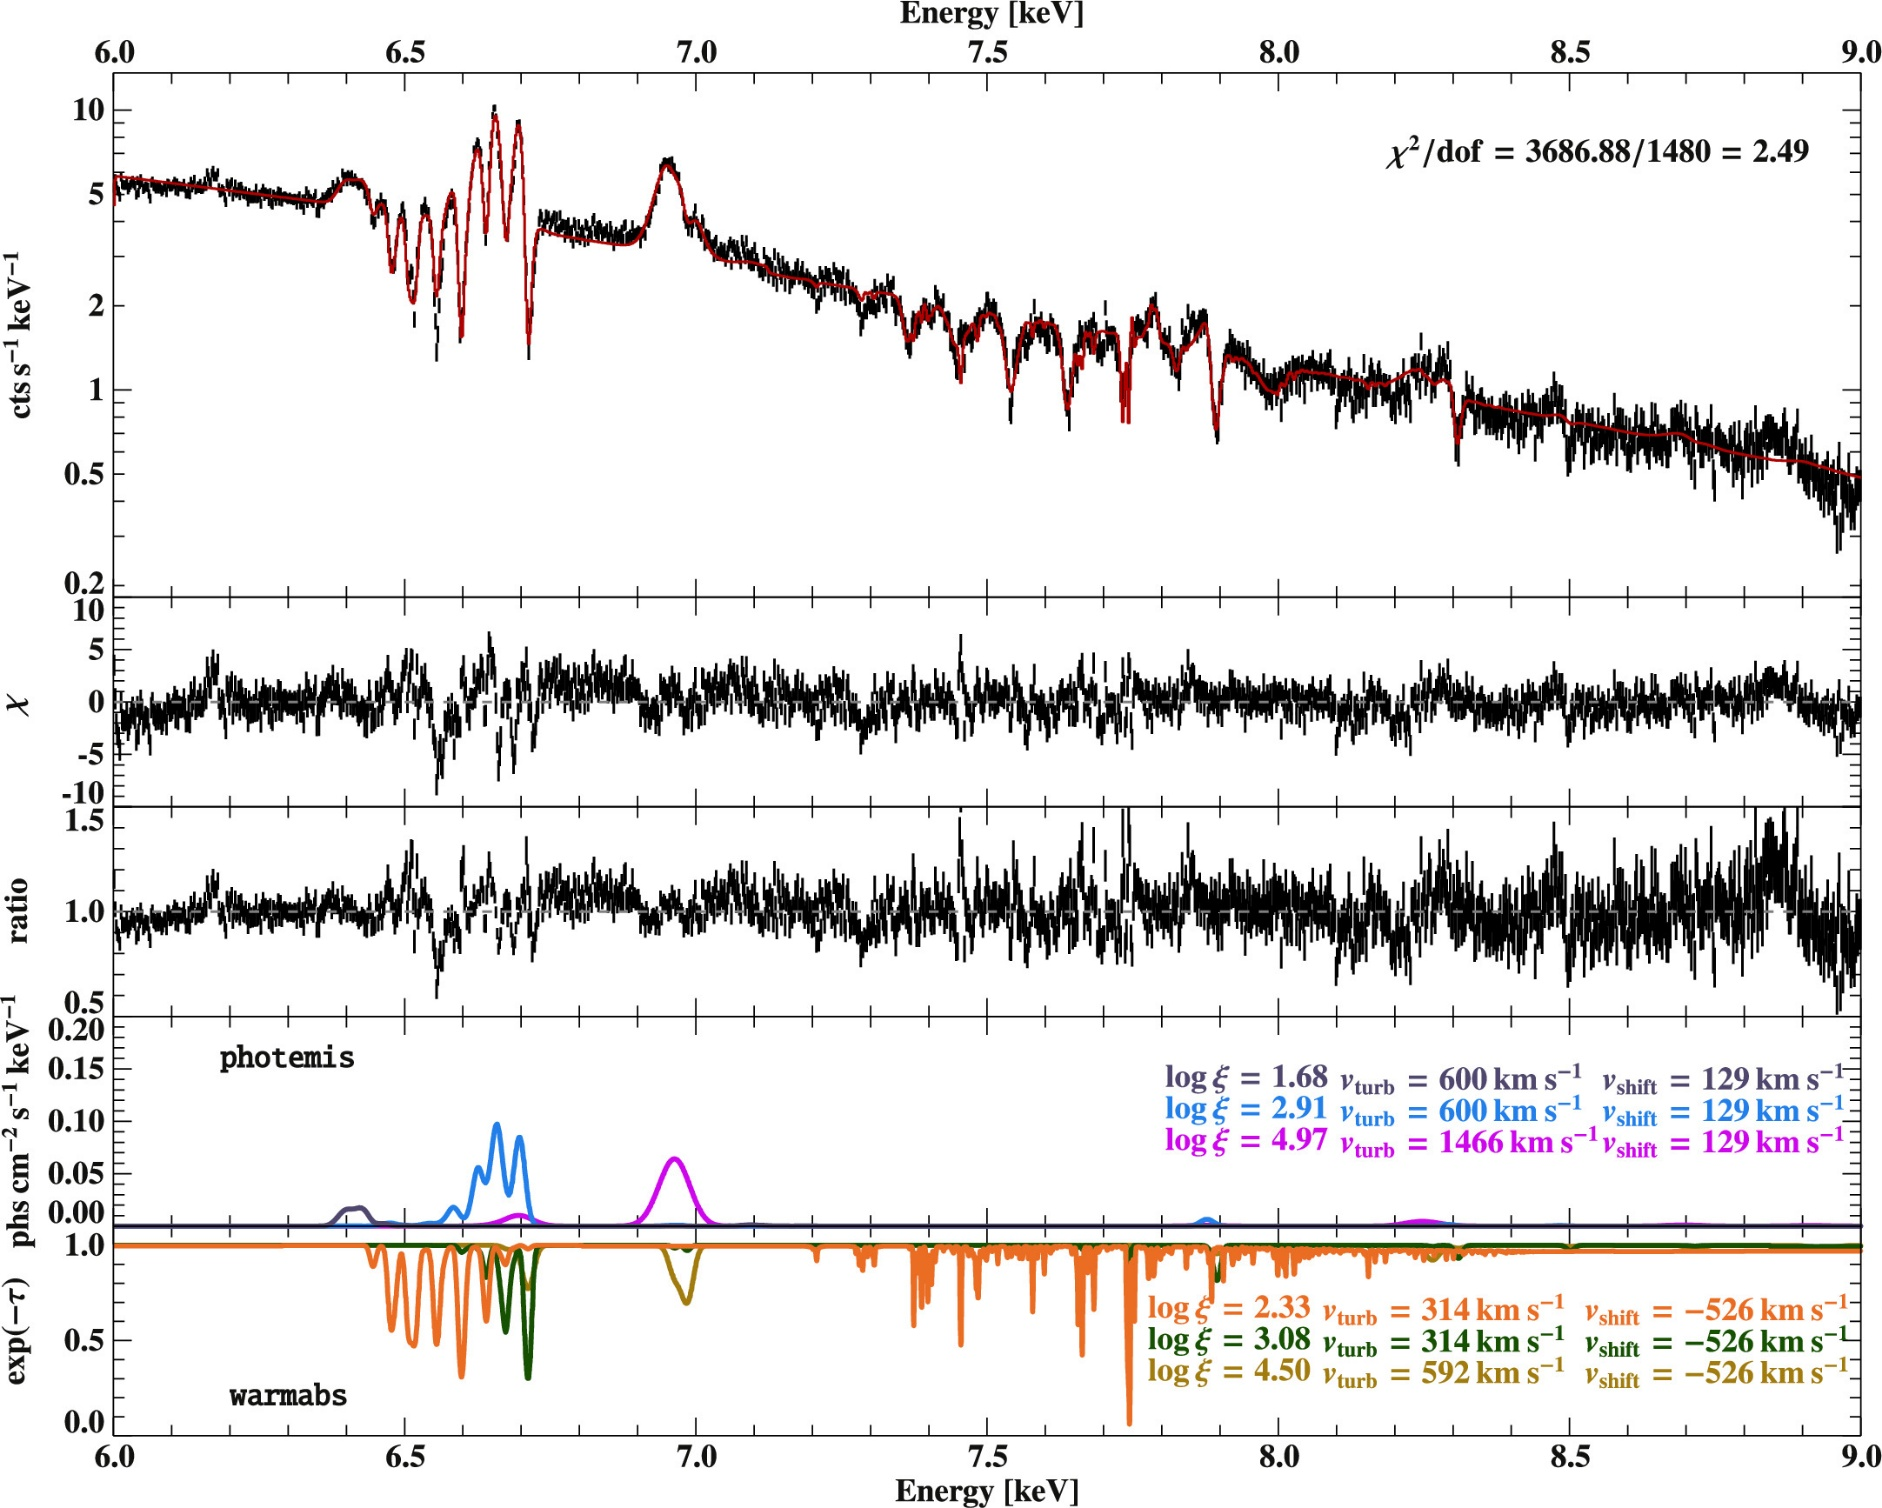 Energy [keV]
6.0 6.5 7.0 7.5 8.0 8.5 9.0
10
5
2
1
0.5
0.2
cts s⁻¹ keV⁻¹
χ²/dof = 3686.88/1480 = 2.49
10
5
0
-5
-10
χ
1.5
1.0
0.5
ratio
0.20
0.15
0.10
0.05
0.00
phs cm⁻² s⁻¹ keV⁻¹
photemis
log ξ = 1.68 v_turb = 600 km s⁻¹ v_shift = 129 km s⁻¹
log ξ = 2.91 v_turb = 600 km s⁻¹ v_shift = 129 km s⁻¹
log ξ = 4.97 v_turb = 1466 km s⁻¹ v_shift = 129 km s⁻¹
1.0
0.5
0.0
exp(−τ)
log ξ = 2.33 v_turb = 314 km s⁻¹ v_shift = −526 km s⁻¹
log ξ = 3.08 v_turb = 314 km s⁻¹ v_shift = −526 km s⁻¹
log ξ = 4.50 v_turb = 592 km s⁻¹ v_shift = −526 km s⁻¹
warmabs
6.0 6.5 7.0 7.5 8.0 8.5 9.0
Energy [keV]